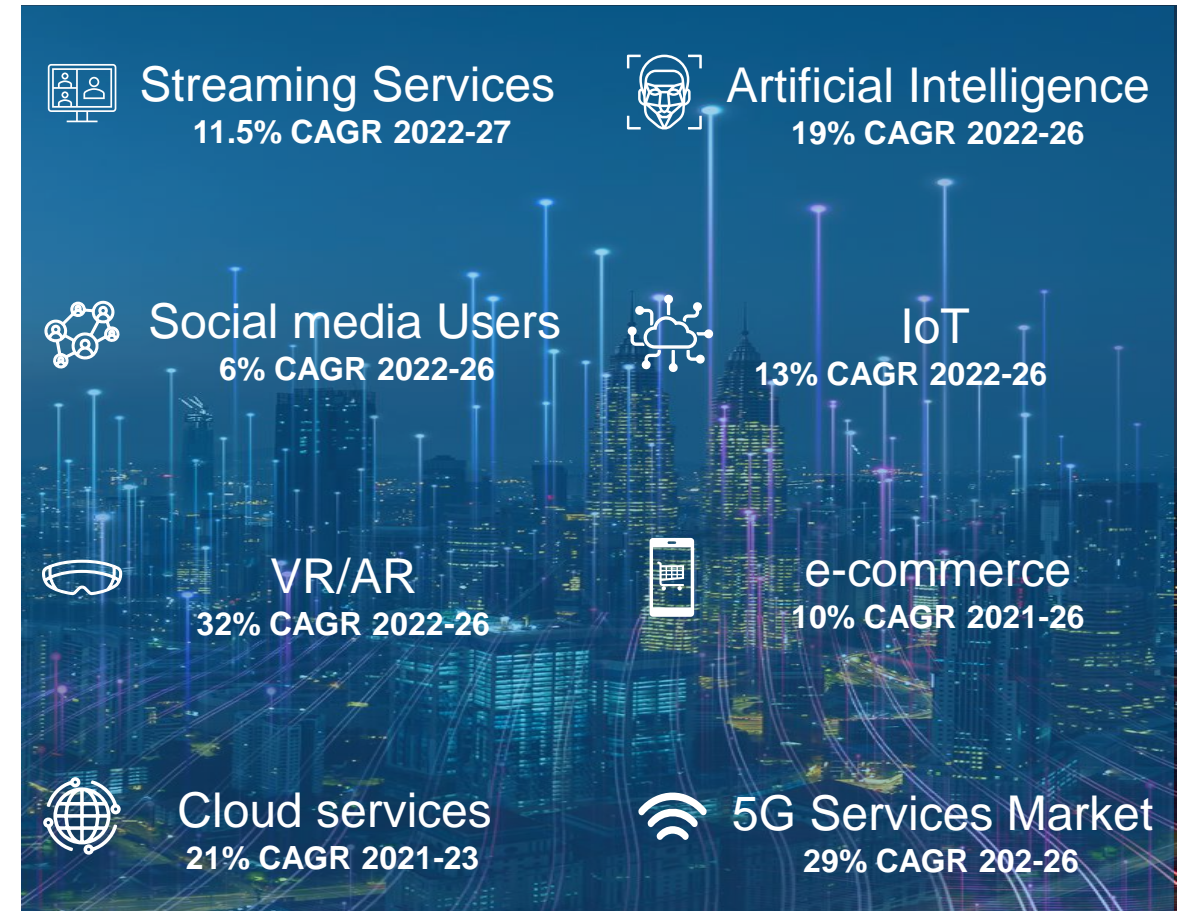 Streaming Services
11.5% CAGR 2022-27
Artificial Intelligence
19% CAGR 2022-26
Social media Users
6% CAGR 2022-26
IoT
13% CAGR 2022-26
VR/AR
32% CAGR 2022-26
e-commerce
10% CAGR 2021-26
Cloud services
21% CAGR 2021-23
5G Services Market
29% CAGR 202-26